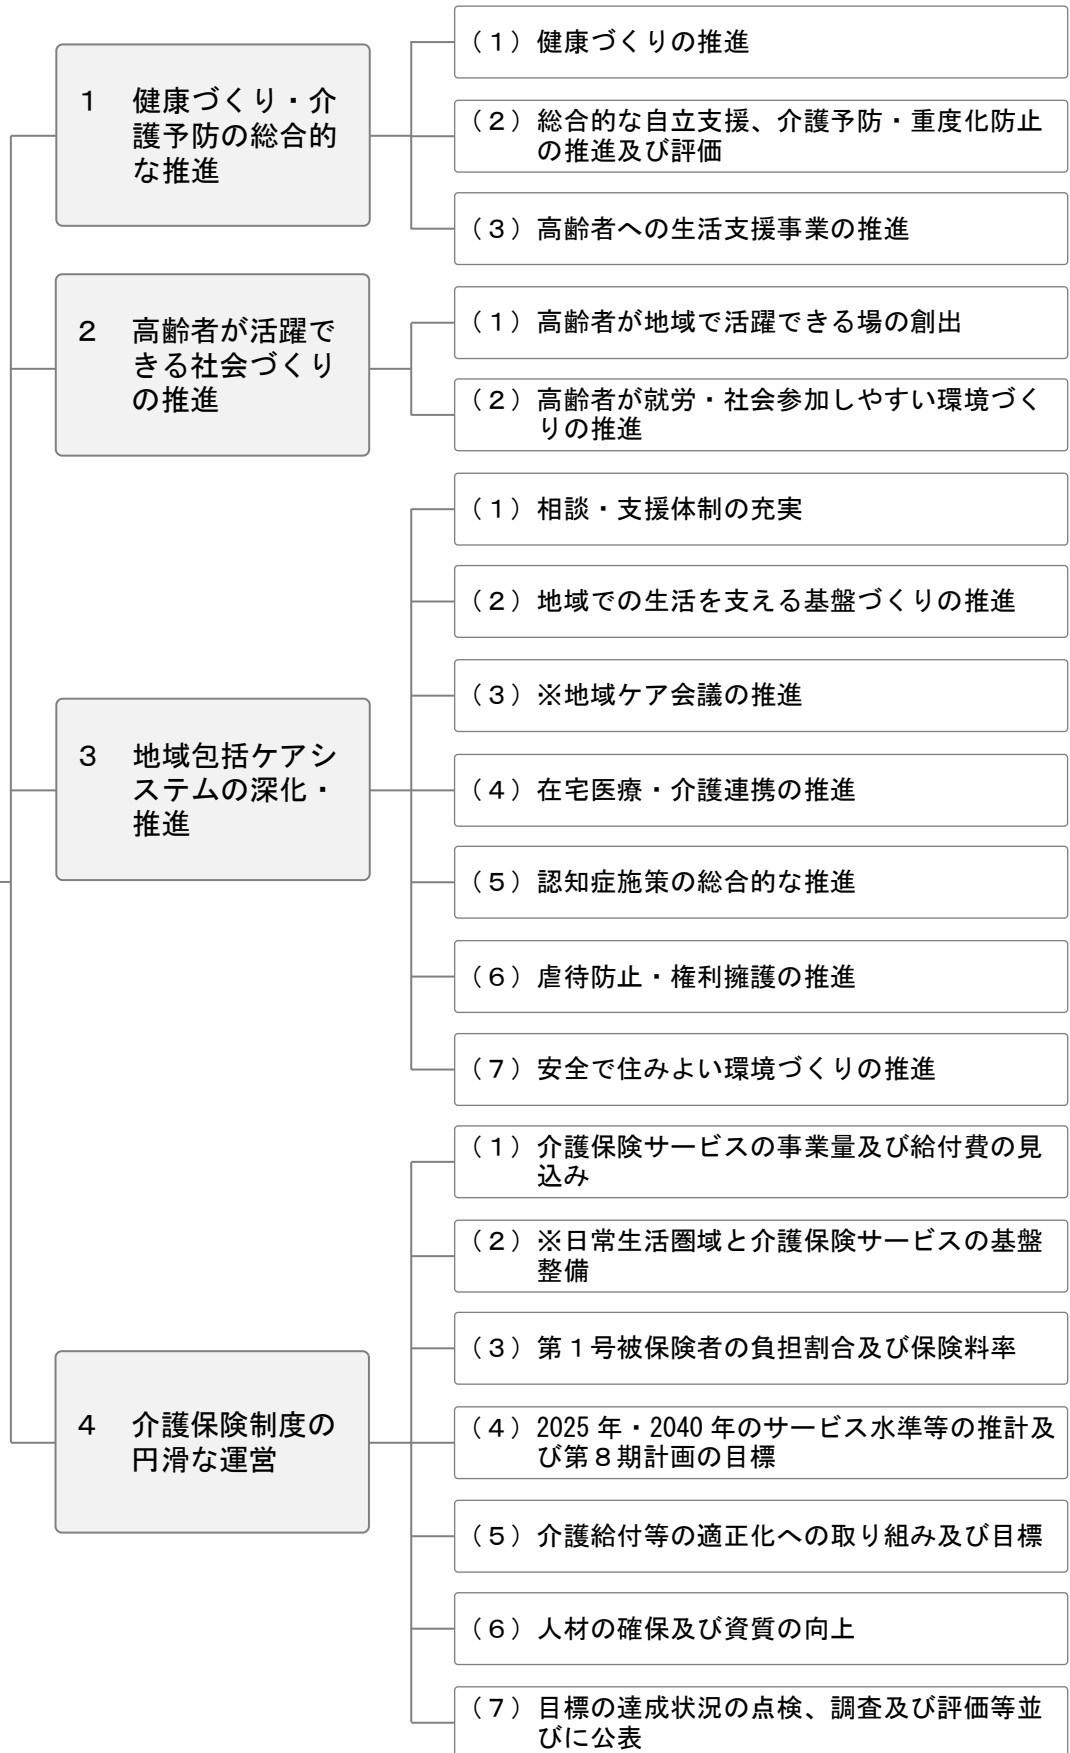 1　健康づくり・介
護予防の総合的
な推進
（１）健康づくりの推進
（２）総合的な自立支援、介護予防・重度化防止
の推進及び評価
（３）高齢者への生活支援事業の推進
2　高齢者が活躍で
きる社会づくり
の推進
（１）高齢者が地域で活躍できる場の創出
（２）高齢者が就労・社会参加しやすい環境づく
りの推進
3　地域包括ケアシ
ステムの深化・
推進
（１）相談・支援体制の充実
（２）地域での生活を支える基盤づくりの推進
（３）※地域ケア会議の推進
（４）在宅医療・介護連携の推進
（５）認知症施策の総合的な推進
（６）虐待防止・権利擁護の推進
（７）安全で住みよい環境づくりの推進
4　介護保険制度の
円滑な運営
（１）介護保険サービスの事業量及び給付費の見
込み
（２）※日常生活圏域と介護保険サービスの基盤
整備
（３）第１号被保険者の負担割合及び保険料率
（４）2025 年・2040 年のサービス水準等の推計及
び第８期計画の目標
（５）介護給付等の適正化への取り組み及び目標
（６）人材の確保及び資質の向上
（７）目標の達成状況の点検、調査及び評価等並
びに公表